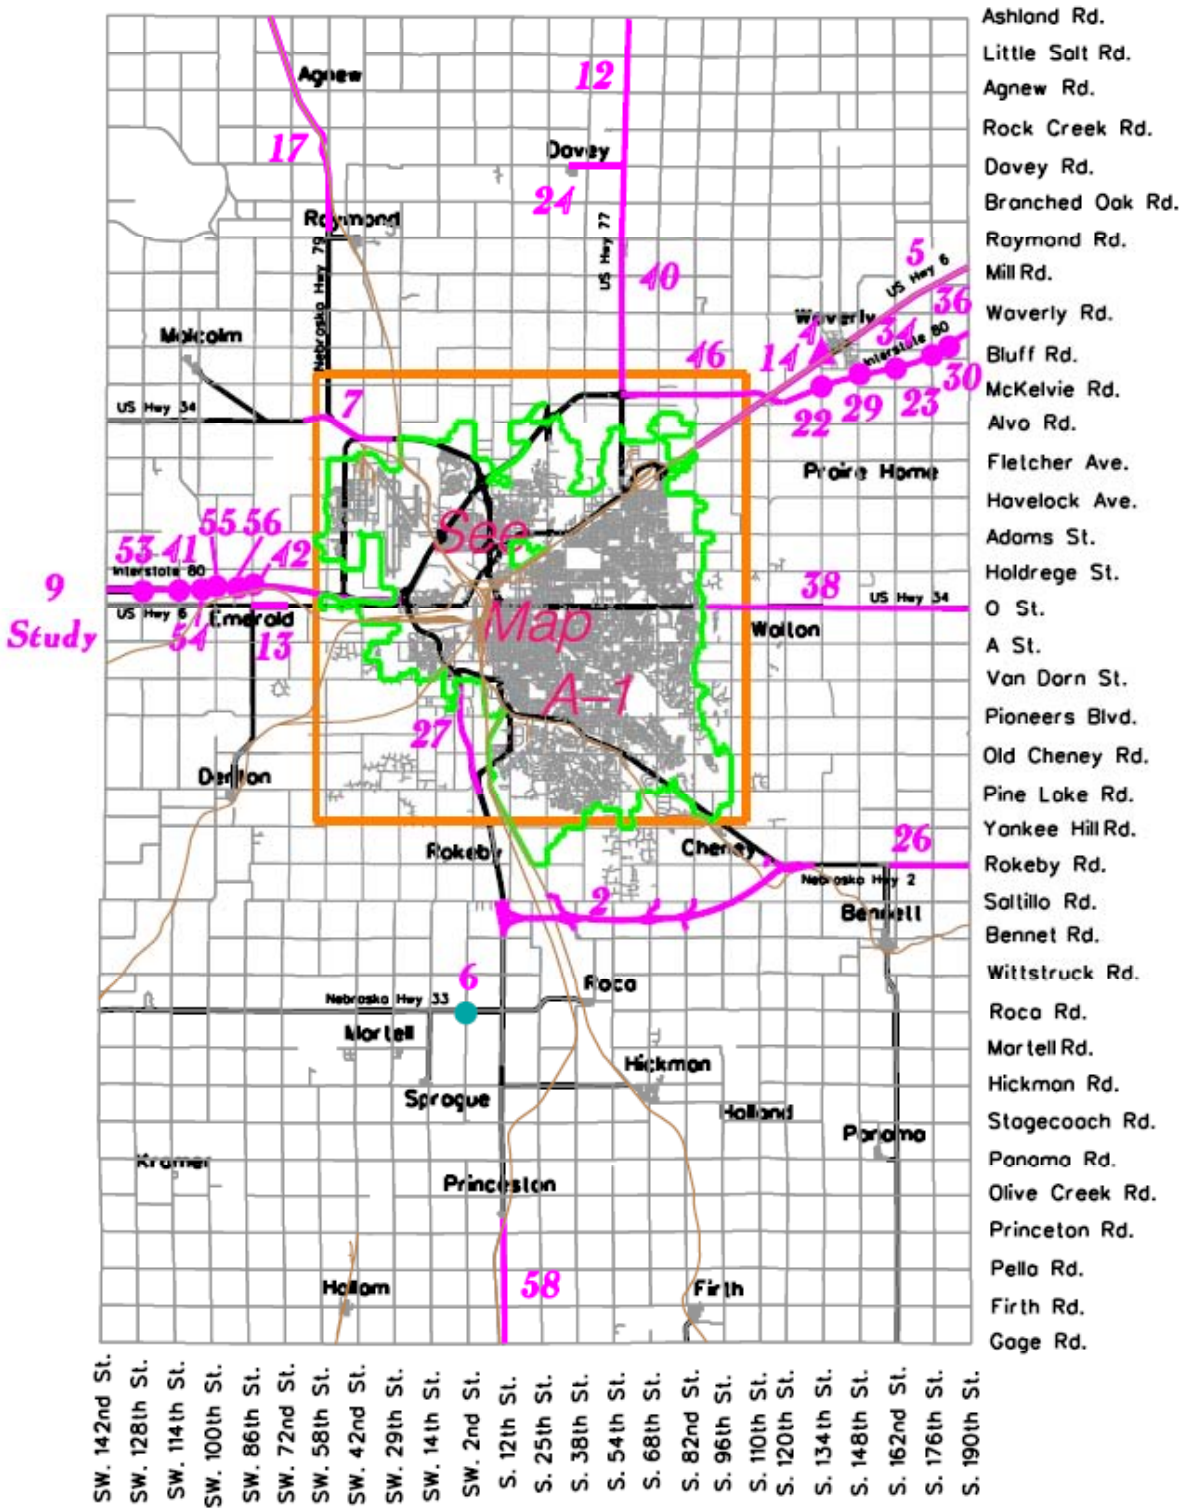 Ashland Rd.
Little Salt Rd.
Agnew Rd.
Rock Creek Rd.
Davey Rd.
Branched Oak Rd.
Raymond Rd.
Mill Rd.
Waverly Rd.
Bluff Rd.
McKelvie Rd.
Alvo Rd.
Fletcher Ave.
Havelock Ave.
Adams St.
Holdrege St.
O St.
A St.
Van Dorn St.
Pioneers Blvd.
Old Cheney Rd.
Pine Lake Rd.
Yankee Hill Rd.
Rokeby Rd.
Saltillo Rd.
Bennet Rd.
Wittstruck Rd.
Roca Rd.
Martell Rd.
Hickman Rd.
Stagecoach Rd.
Panama Rd.
Olive Creek Rd.
Princeton Rd.
Pella Rd.
Firth Rd.
Gage Rd.
Agnew
12
17
Davey
24
Raymond
US Hwy 77
Nebraska Hwy 79
40
5
US Hwy 6
36
Waverly
4
34
14
Interstate 80
46
30
22
29
23
Malcolm
US Hwy 34
7
Prairie Home
See
Map
A-1
55
56
53
41
42
Interstate 80
9
Study
US Hwy 6
54
Emerald
13
38
US Hwy 34
Walton
27
Denton
Rokeby
Cheney
26
Nebraska Hwy 2
2
Bennett
6
Roca
Nebraska Hwy 33
Martell
Hickman
Sprague
Holland
Panama
Kramer
Princeston
58
Hallam
Firth
SW. 142nd St.
SW. 128th St.
SW. 114th St.
SW. 100th St.
SW. 86th St.
SW. 72nd St.
SW. 58th St.
SW. 42nd St.
SW. 29th St.
SW. 14th St.
SW. 2nd St.
S. 12th St.
S. 25th St.
S. 38th St.
S. 54th St.
S. 68th St.
S. 82nd St.
S. 96th St.
S. 110th St.
S. 120th St.
S. 134th St.
S. 148th St.
S. 162nd St.
S. 176th St.
S. 190th St.